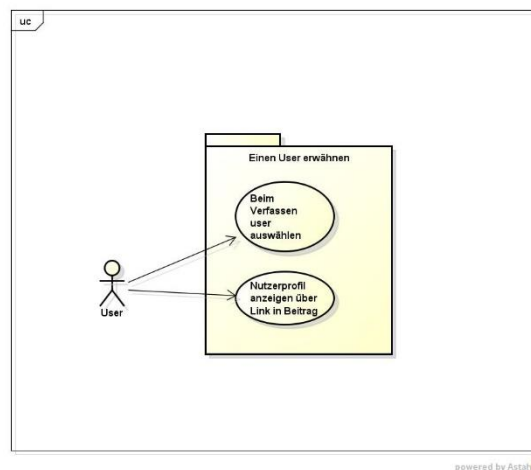 uc
Einen User erwähnen
Beim
Verfassen
user
auswählen
Nutzerprofil
anzeigen über
Link in Beitrag
User
powered by Astah